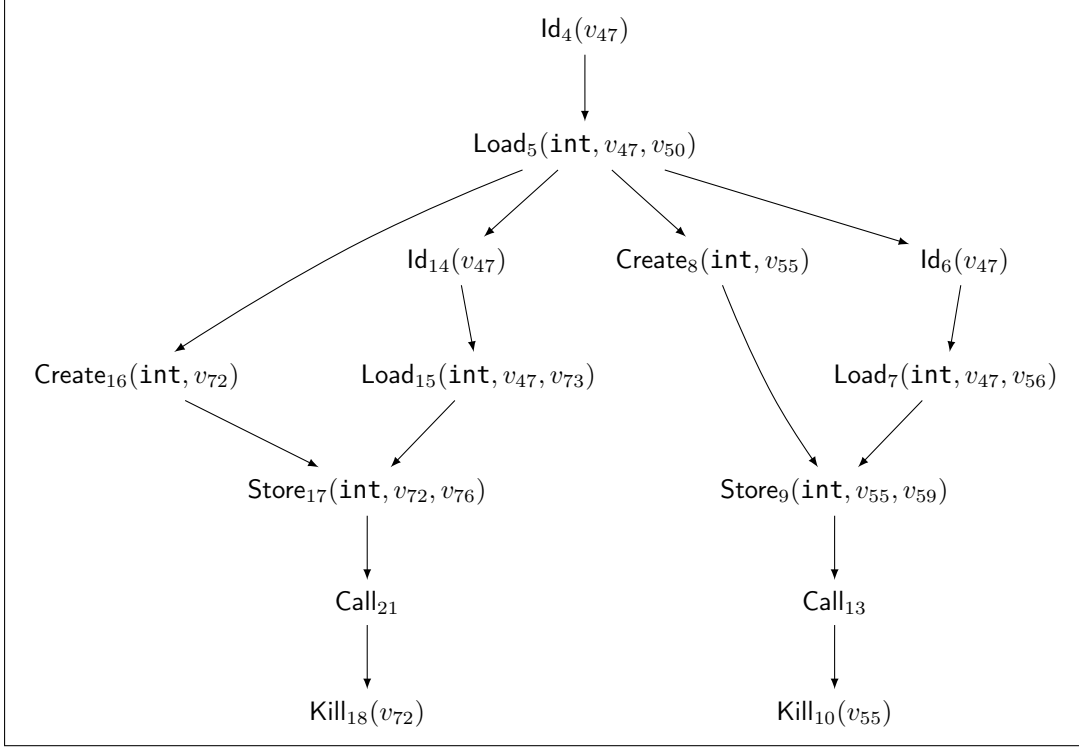 Id₄(v₄₇)
Load₅(int, v₄₇, v₅₀)
Id₁₄(v₄₇) Create₈(int, v₅₅) Id₆(v₄₇)
Create₁₆(int, v₇₂) Load₁₅(int, v₄₇, v₇₃) Load₇(int, v₄₇, v₅₆)
Store₁₇(int, v₇₂, v₇₆) Store₉(int, v₅₅, v₅₉)
Call₂₁ Call₁₃
Kill₁₈(v₇₂) Kill₁₀(v₅₅)